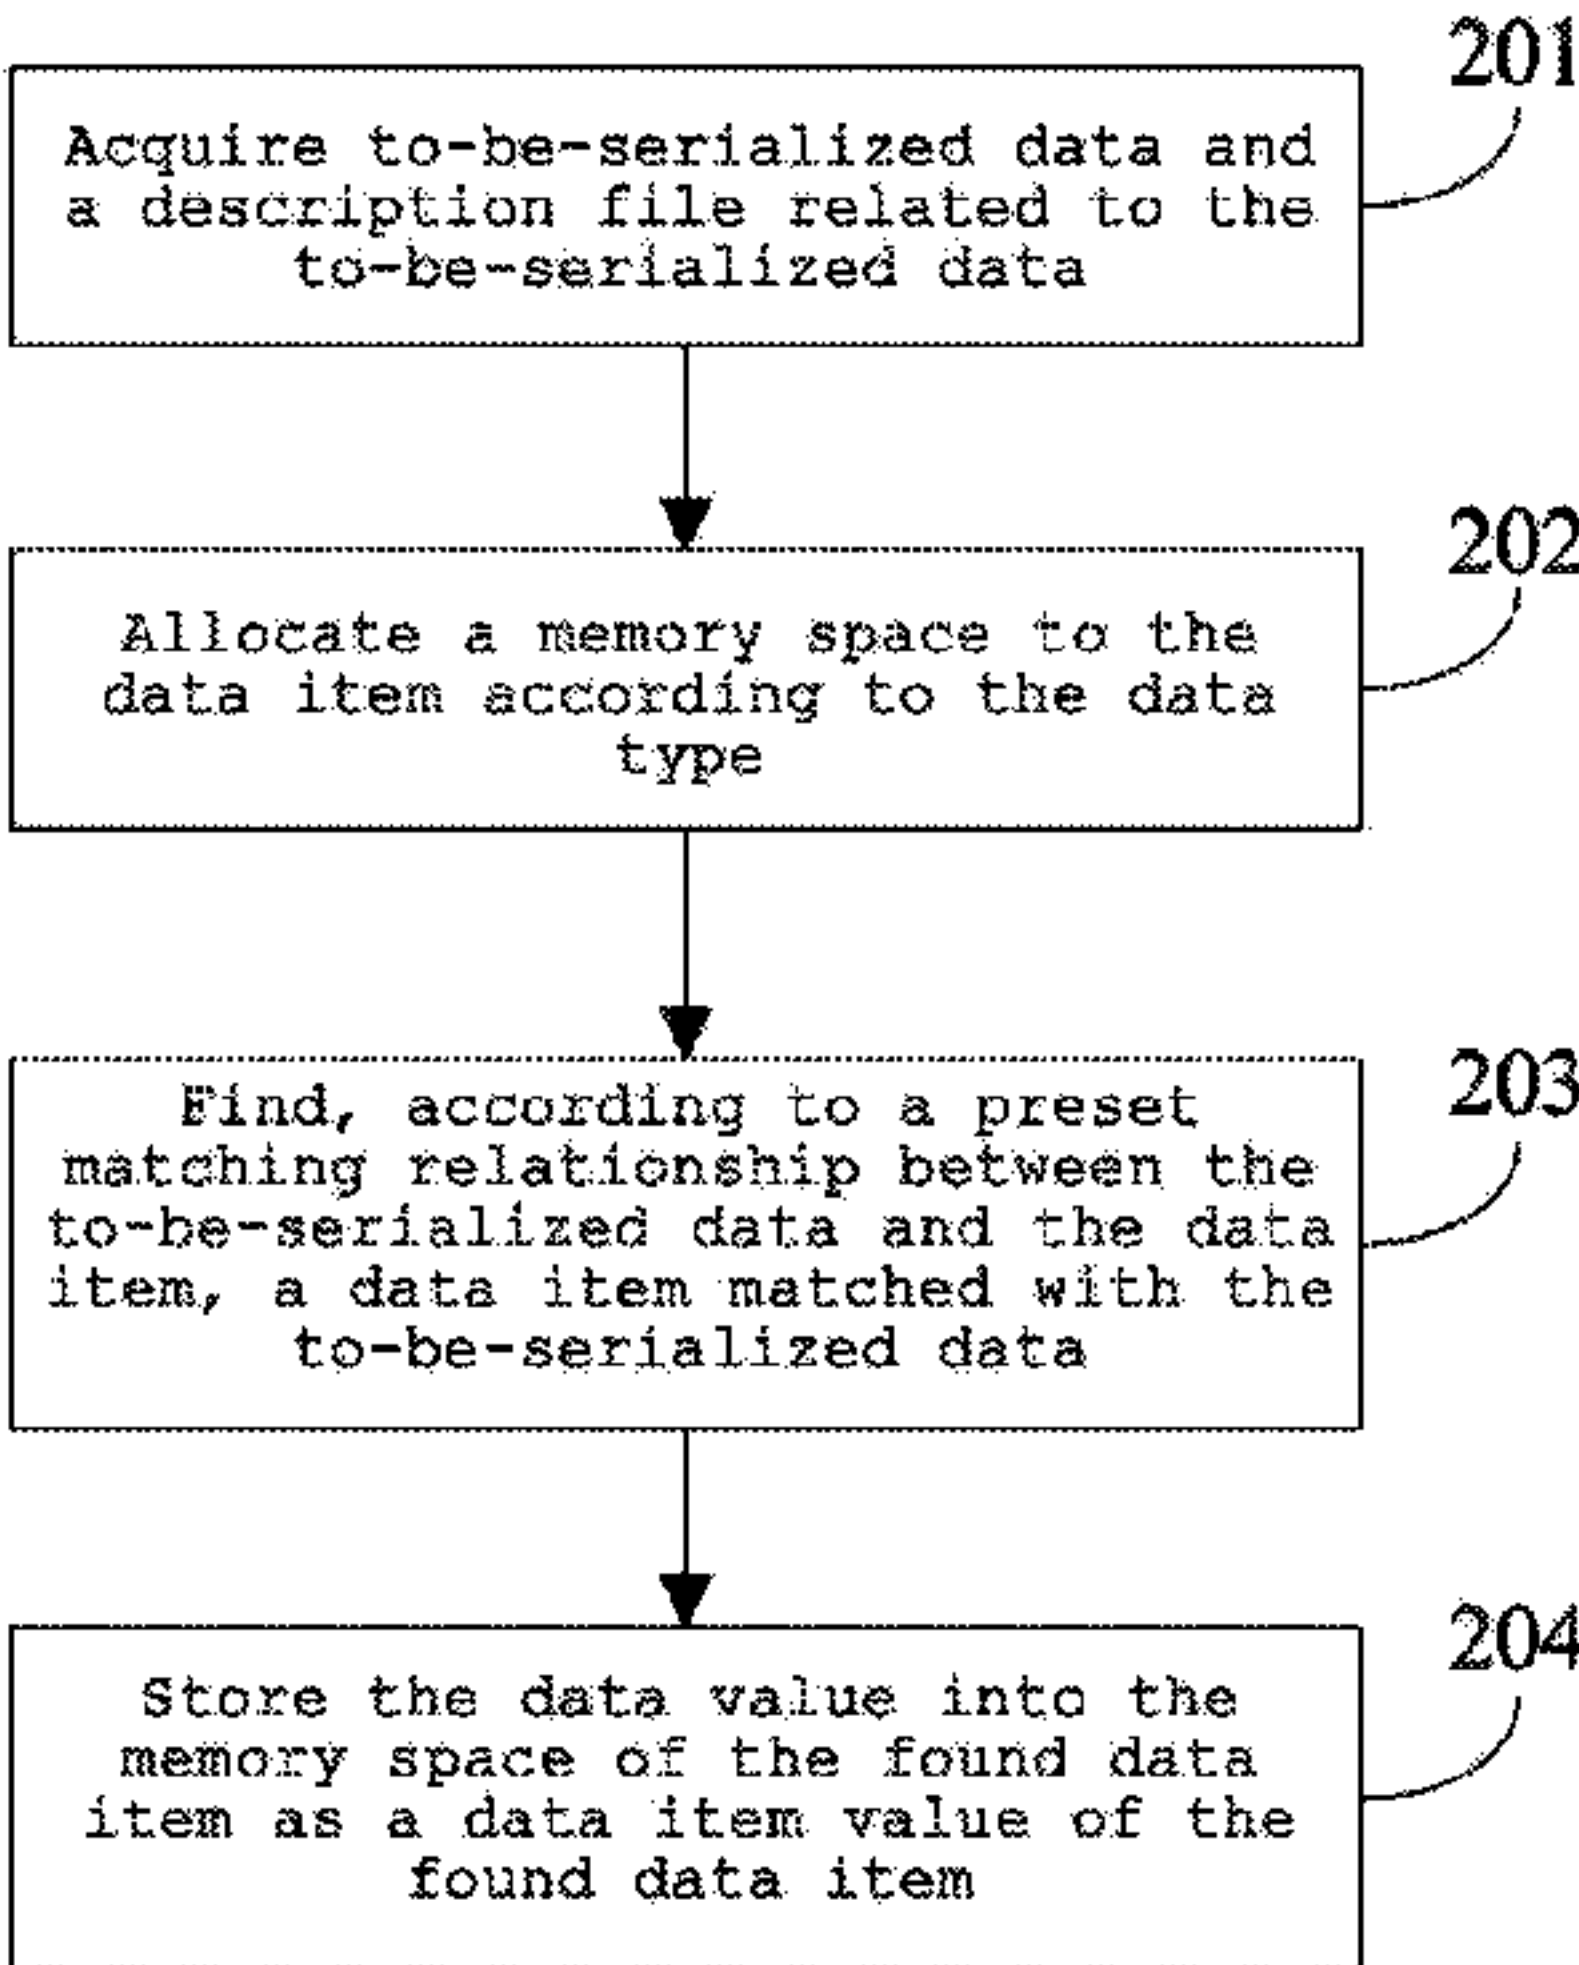 201
Acquire to-be-serialized data and
a description file related to the
to-be-serialized data
202
Allocate a memory space to the
data item according to the data
type
203
Find, according to a preset
matching relationship between the
to-be-serialized data and the data
item, a data item matched with the
to-be-serialized data
204
Store the data value into the
memory space of the found data
item as a data item value of the
found data item